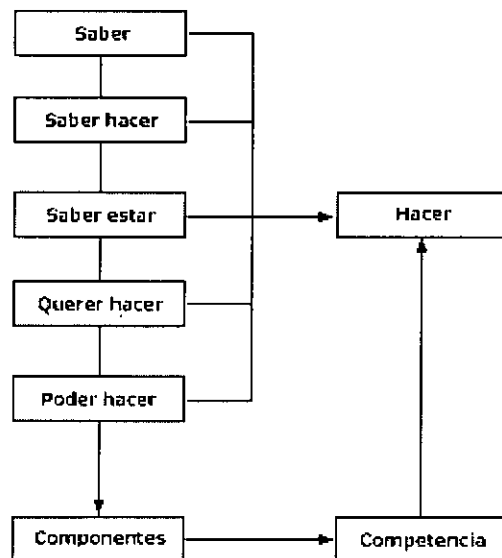 Saber
Saber hacer
Saber estar
Hacer
Querer hacer
Poder hacer
Componentes
Competencia